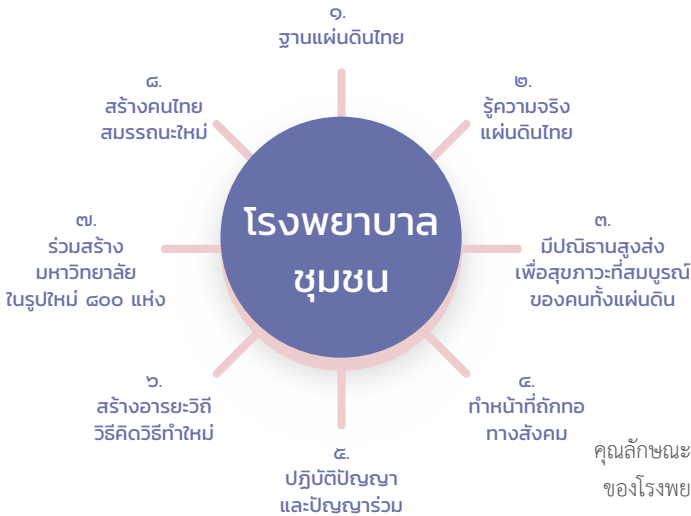 ๑.
ฐานแผ่นดินไทย
๒.
รู้ความจริง
แผ่นดินไทย
๓.
มีปณิธานสูงส่ง
เพื่อสุขภาวะที่สมบูรณ์
ของคนทั้งแผ่นดิน
๔.
ทำหน้าที่ถักทอ
ทางสังคม
๕.
ปฏิบัติปัญญา
และปัญญาร่วม
๖.
สร้างอารยะวิถี
วิธีคิดวิธีทำใหม่
๗.
ร่วมสร้าง
มหาวิทยาลัย
ในรูปใหม่ ๘๐๐ แห่ง
๘.
สร้างคนไทย
สมรรถนะใหม่
โรงพยาบาล
ชุมชน
คุณลักษณะ
ของโรงพย